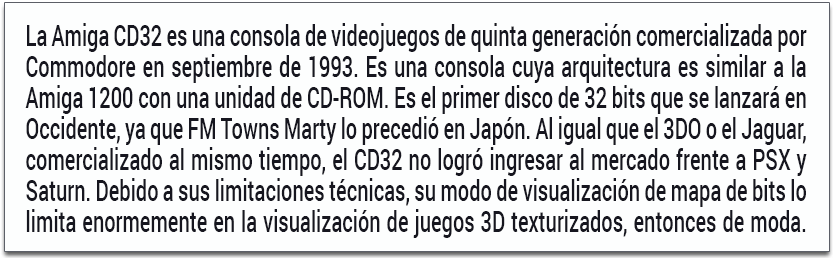 La Amiga CD32 es una consola de videojuegos de quinta generación comercializada por
Commodore en septiembre de 1993. Es una consola cuya arquitectura es similar a la
Amiga 1200 con una unidad de CD-ROM. Es el primer disco de 32 bits que se lanzará en
Occidente, ya que FM Towns Marty lo precedió en Japón. Al igual que el 3DO o el Jaguar,
comercializado al mismo tiempo, el CD32 no logró ingresar al mercado frente a PSX y
Saturn. Debido a sus limitaciones técnicas, su modo de visualización de mapa de bits lo
limita enormemente en la visualización de juegos 3D texturizados, entonces de moda.